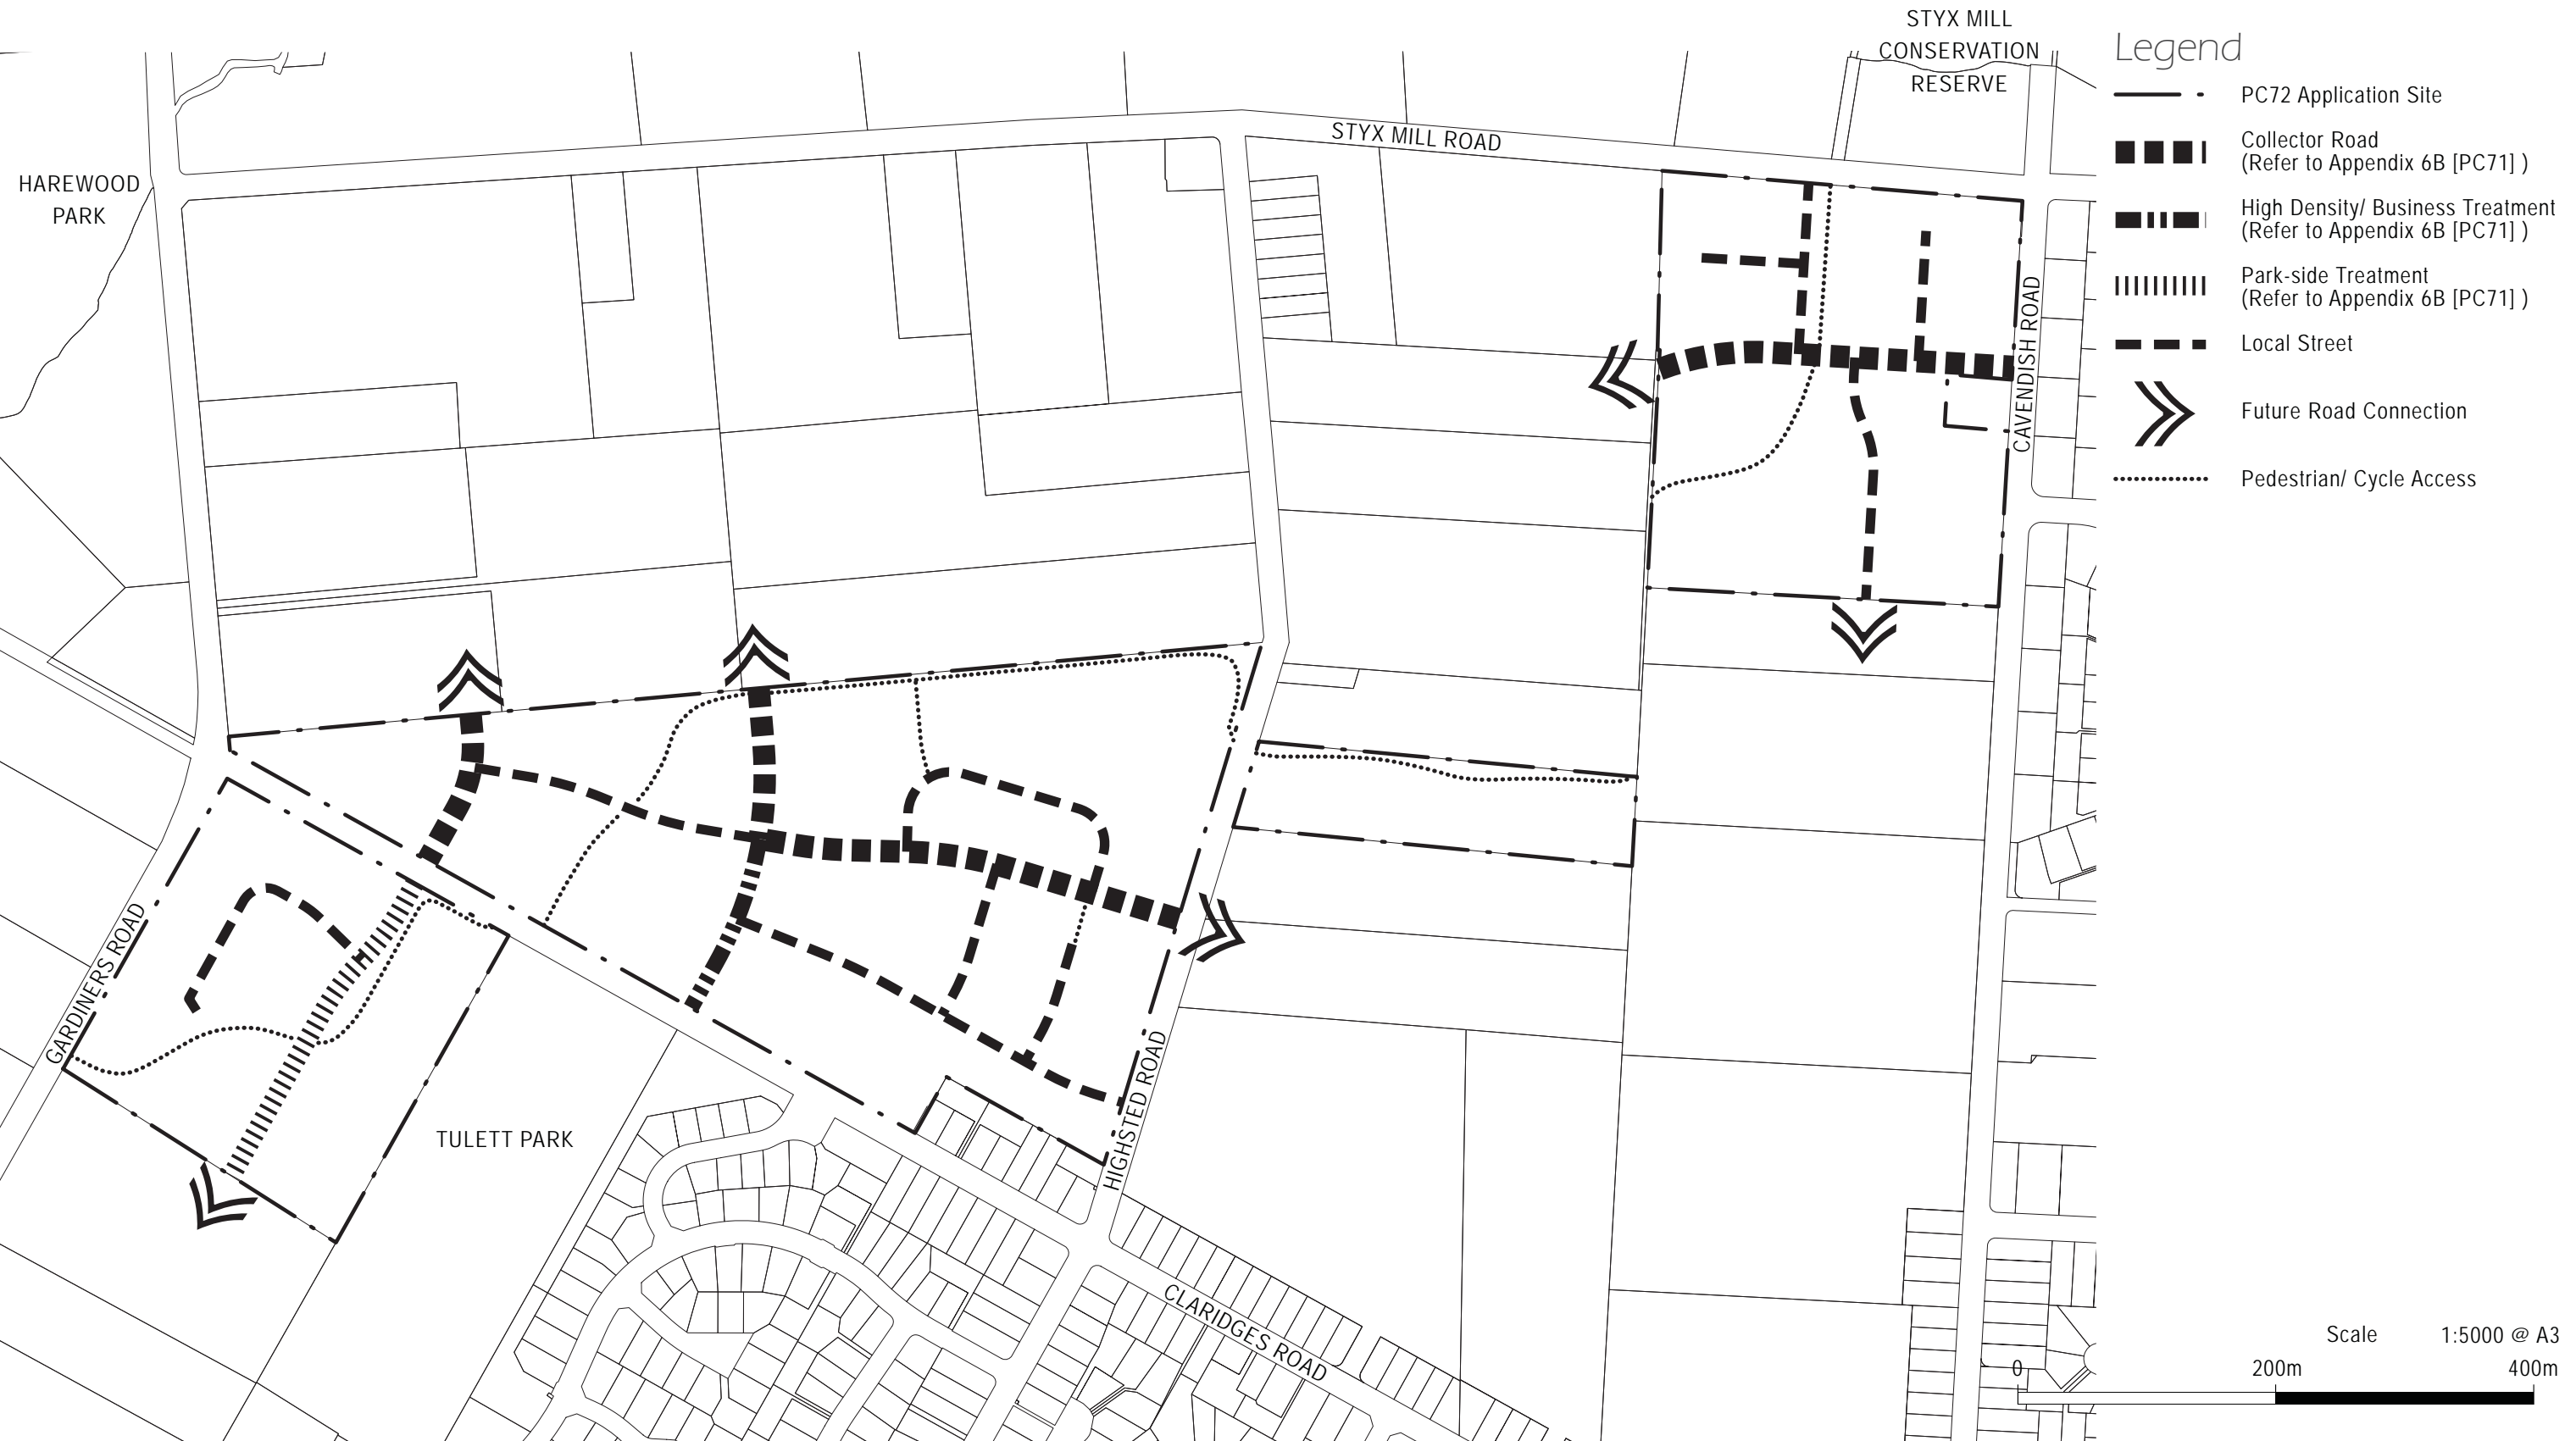 STYX MILL
CONSERVATION
RESERVE
STYX MILL ROAD
HAREWOOD
PARK
CAVENDISH ROAD
GARDINERS ROAD
HIGHSTED ROAD
TULETT PARK
CLARIDGES ROAD
Legend
PC72 Application Site
Collector Road
(Refer to Appendix 6B [PC71] )
High Density/ Business Treatment
(Refer to Appendix 6B [PC71] )
Park-side Treatment
(Refer to Appendix 6B [PC71] )
Local Street
Future Road Connection
Pedestrian/ Cycle Access
Scale 1:5000 @ A3
0 200m 400m